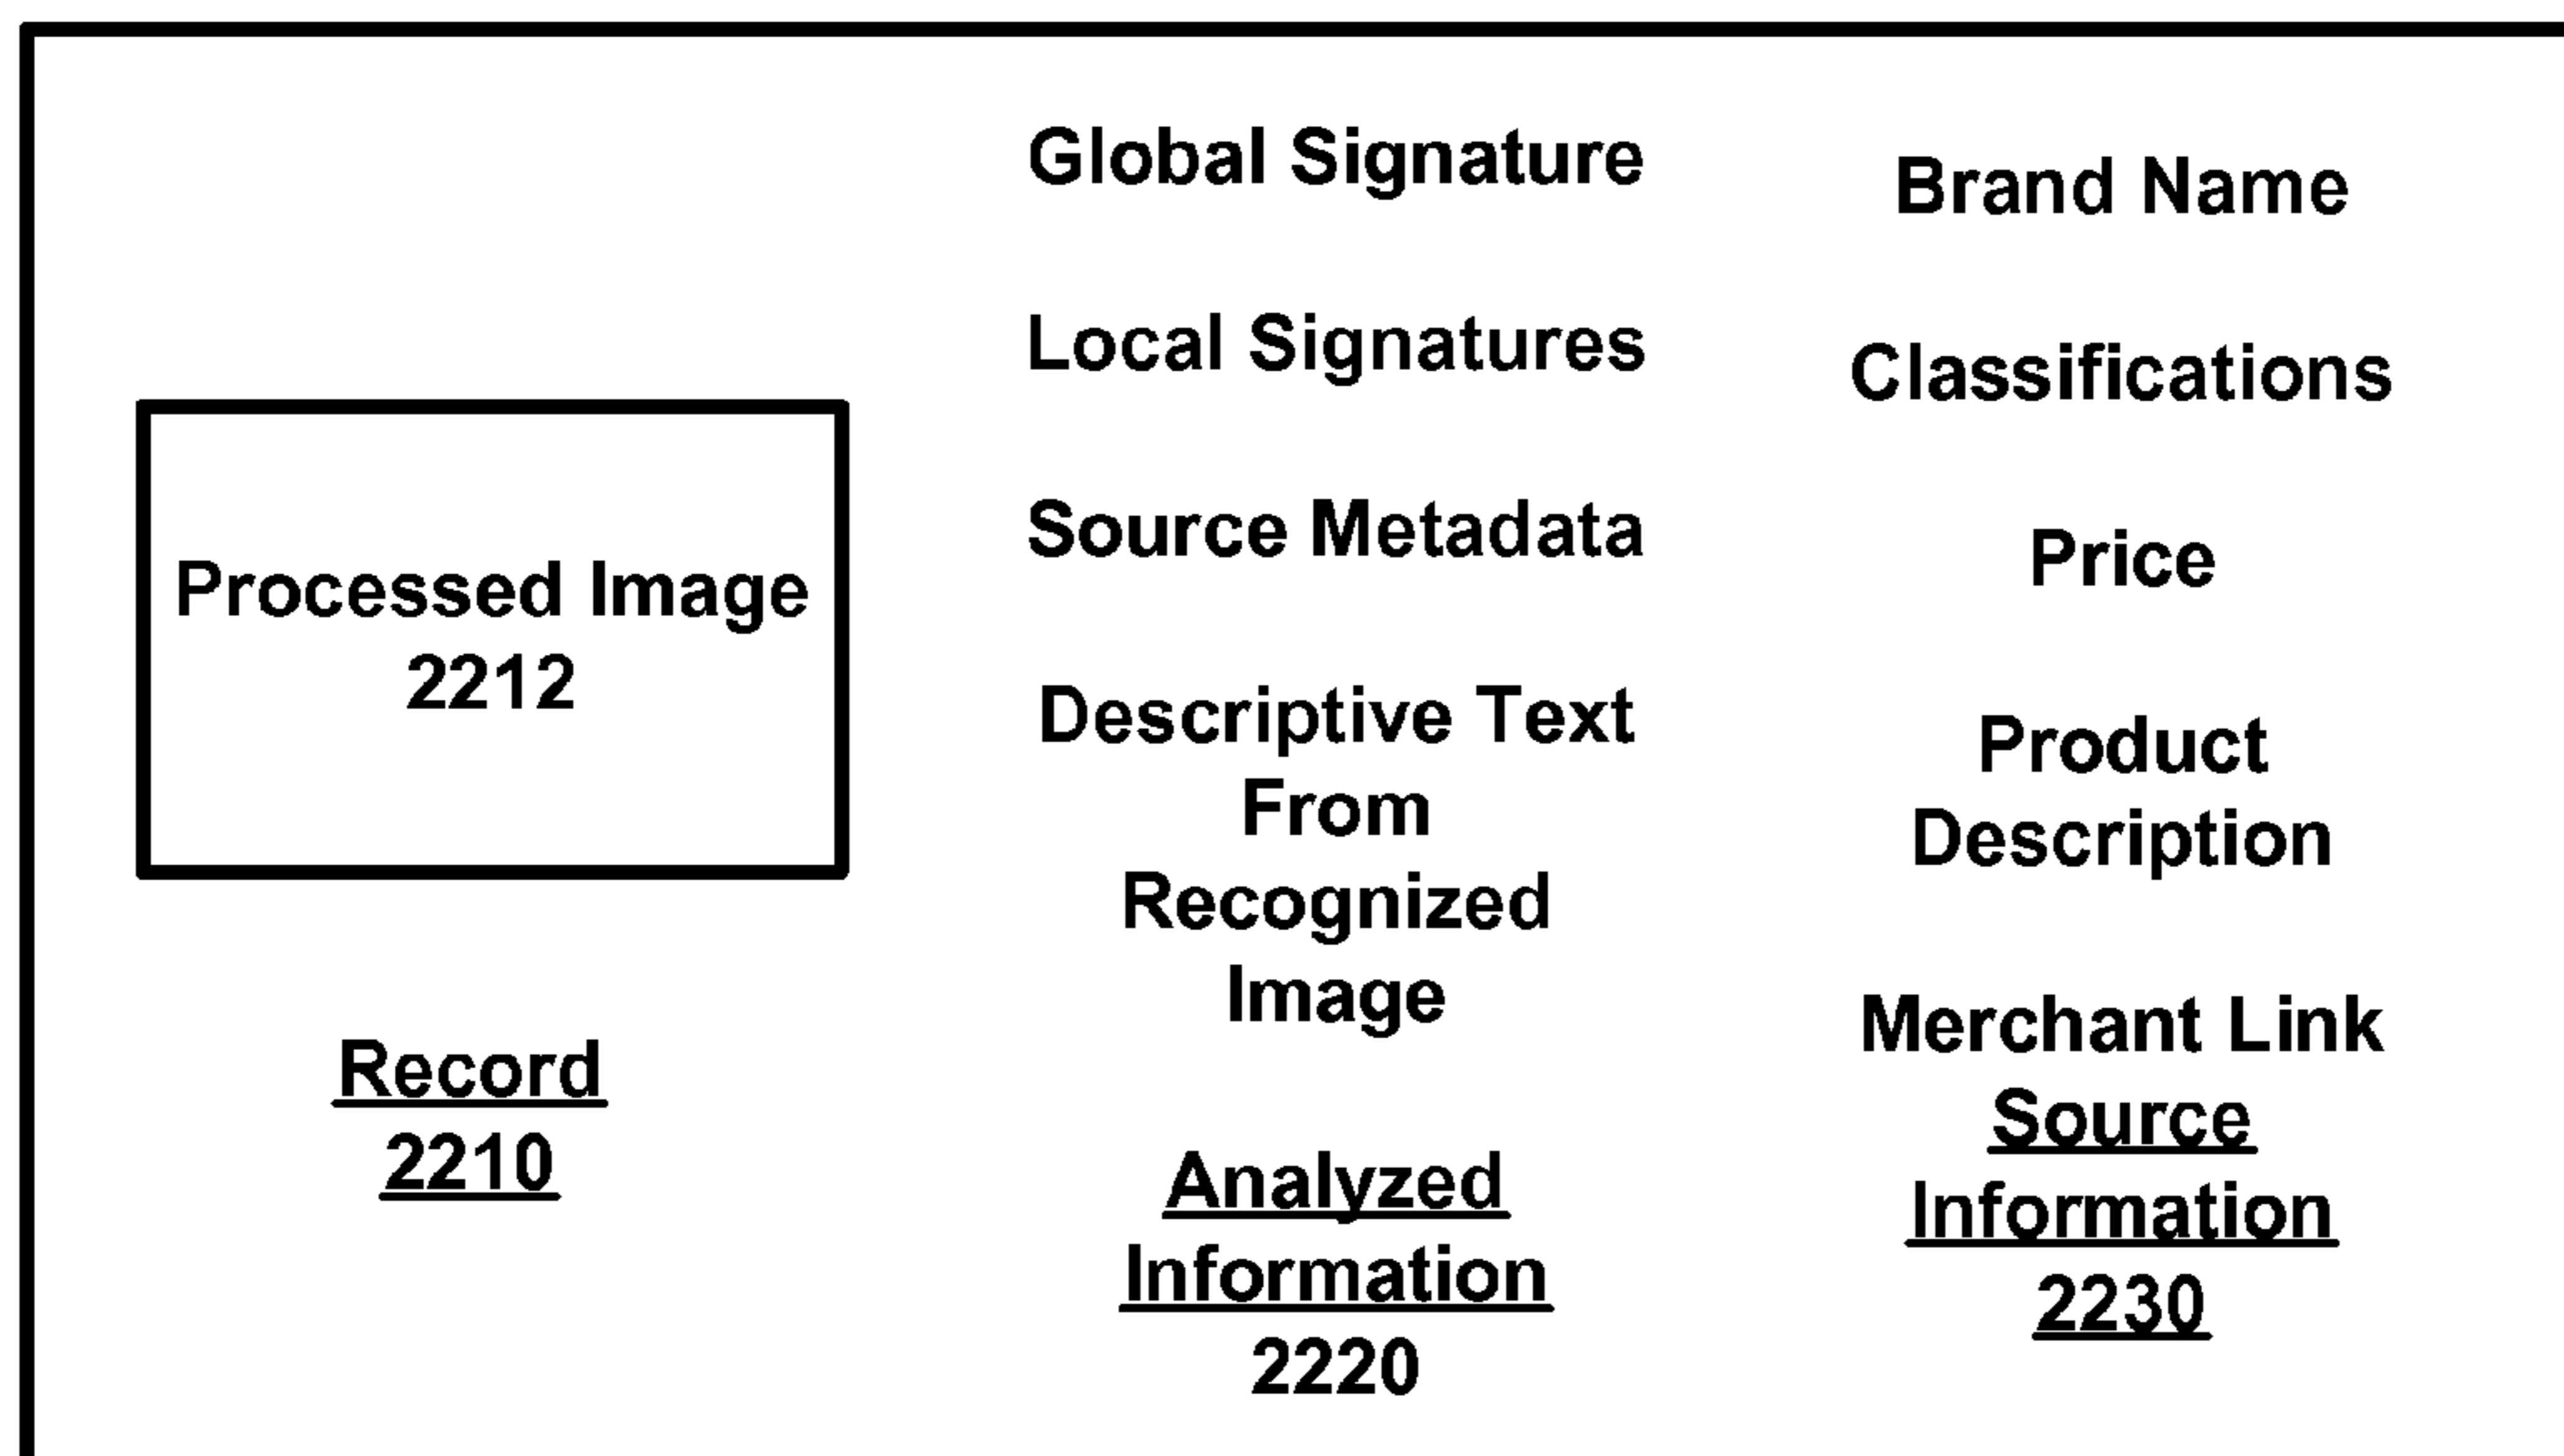 Processed Image
2212
Record
2210
Global Signature
Local Signatures
Source Metadata
Descriptive Text
From
Recognized
Image
Analyzed
Information
2220
Brand Name
Classifications
Price
Product
Description
Merchant Link
Source
Information
2230